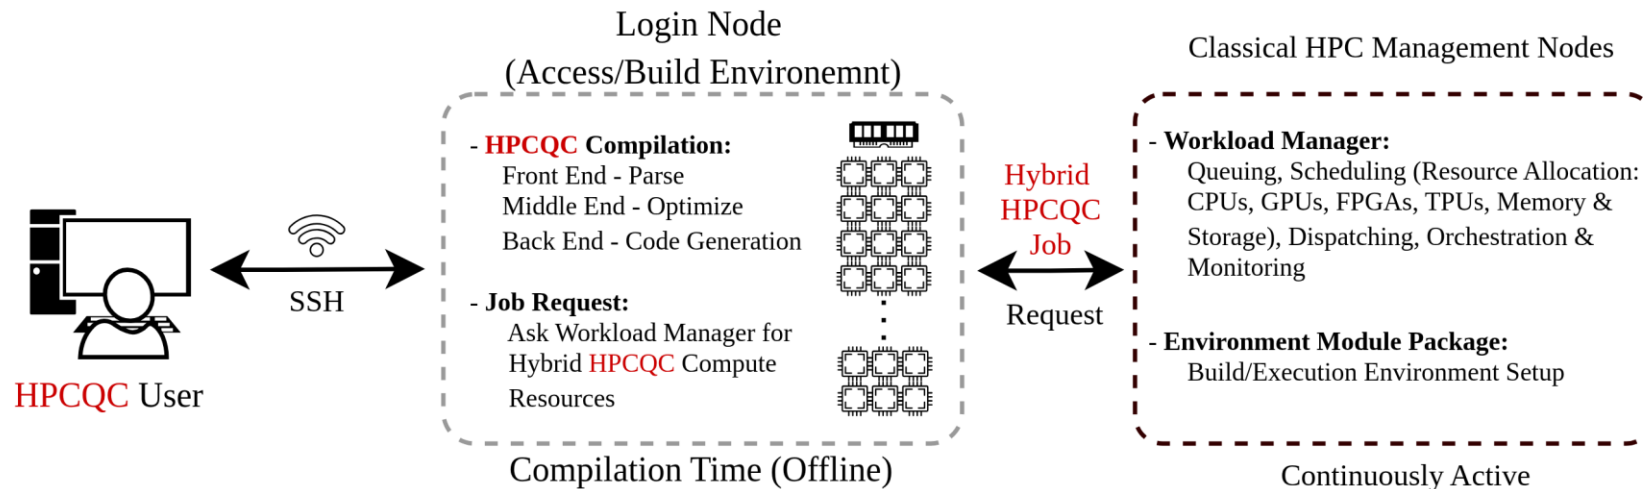 Login Node
(Access/Build Environemnt)
- HPCQC Compilation:
Front End - Parse
Middle End - Optimize
Back End - Code Generation
- Job Request:
Ask Workload Manager for
Hybrid HPCQC Compute
Resources
Compilation Time (Offline)
SSH
HPCQC User
Hybrid
HPCQC
Job
Request
Classical HPC Management Nodes
- Workload Manager:
Queuing, Scheduling (Resource Allocation:
CPUs, GPUs, FPGAs, TPUs, Memory &
Storage), Dispatching, Orchestration &
Monitoring
- Environment Module Package:
Build/Execution Environment Setup
Continuously Active